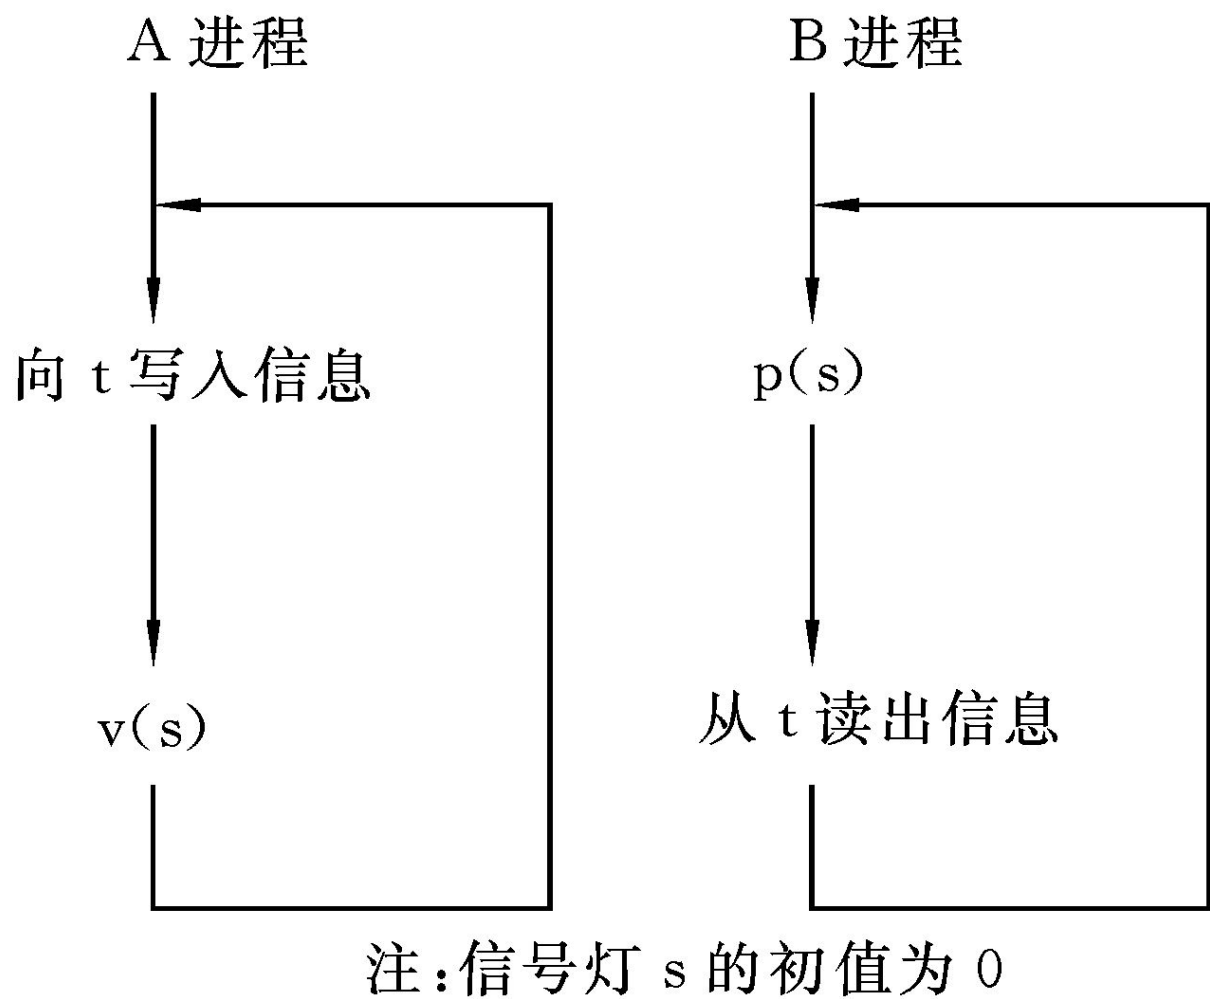 A 进程
B 进程
向 t 写入信息
p(s)
v(s)
从 t 读出信息
注:信号灯 s 的初值为 0